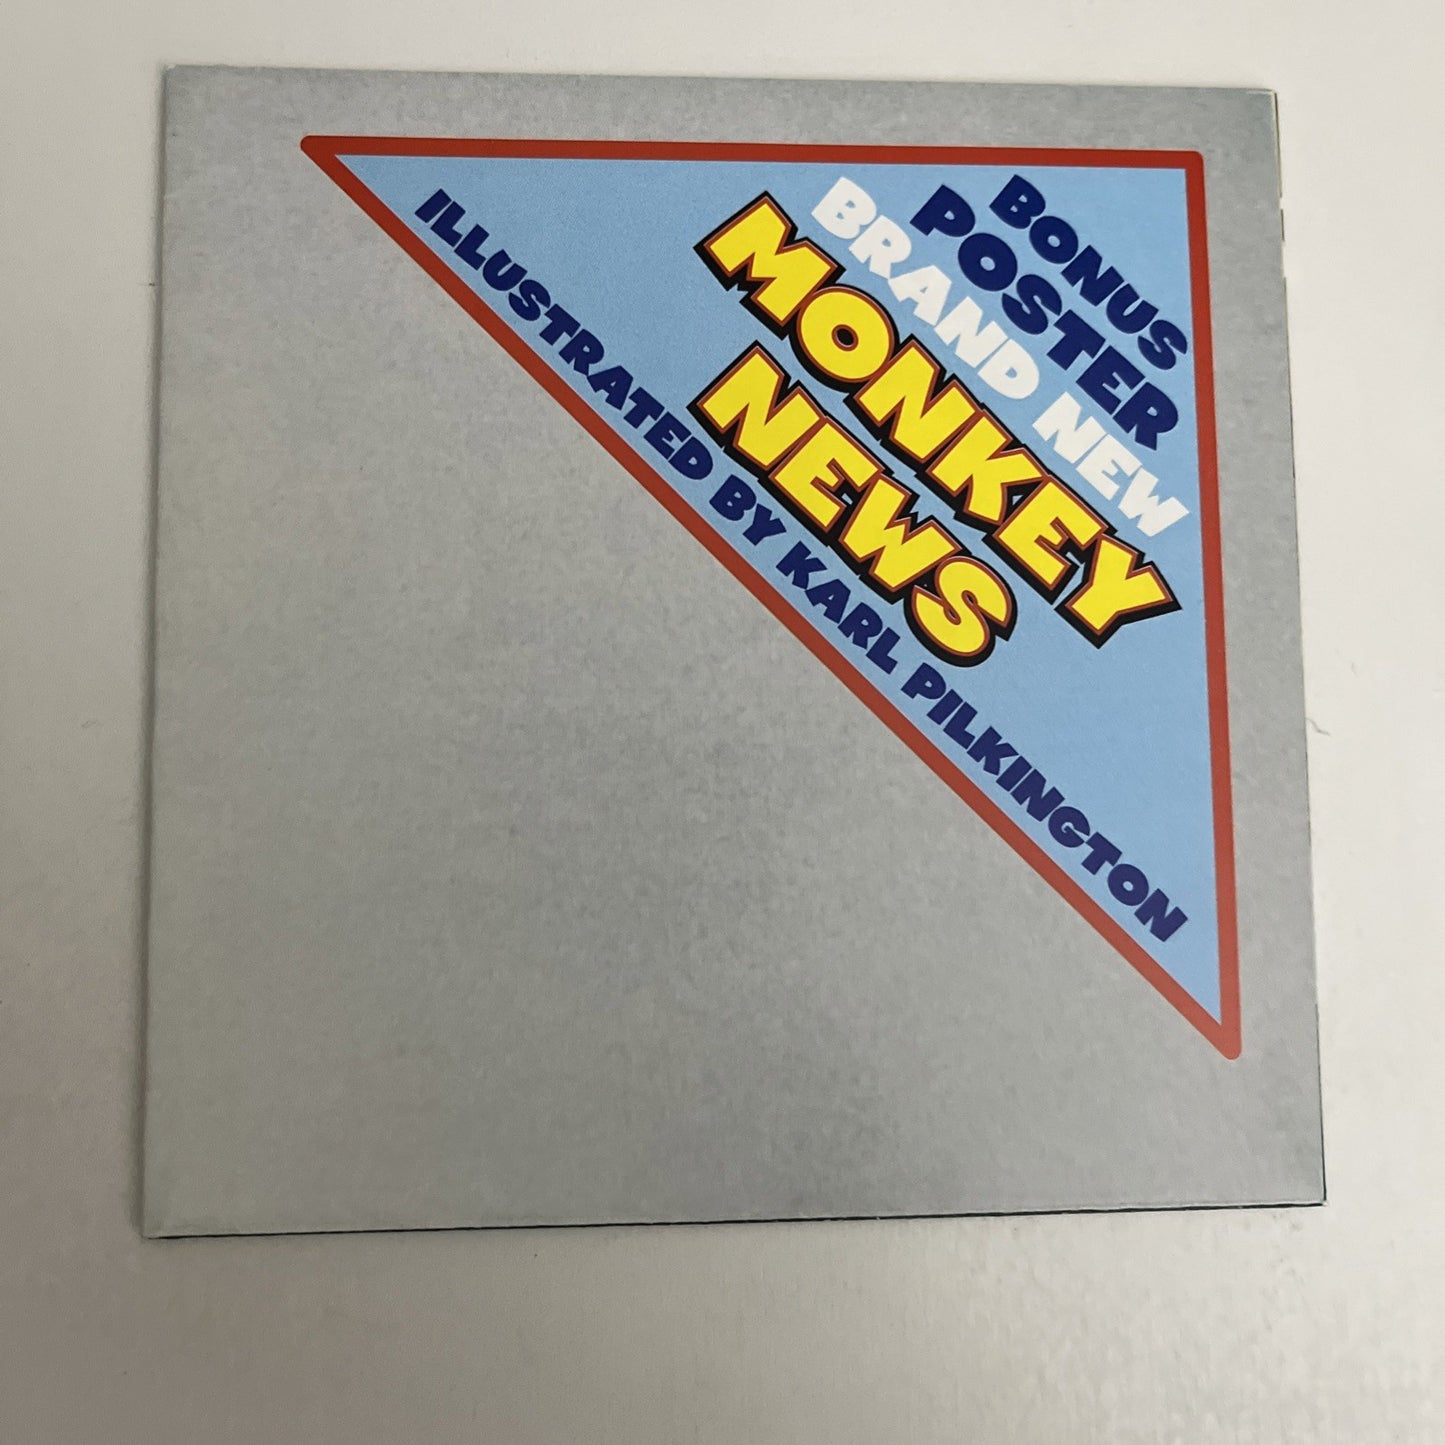 BONUS
POSTER
BRAND NEW
MONKEY
NEWS
ILLUSTRATED BY KARL PILKINGTON